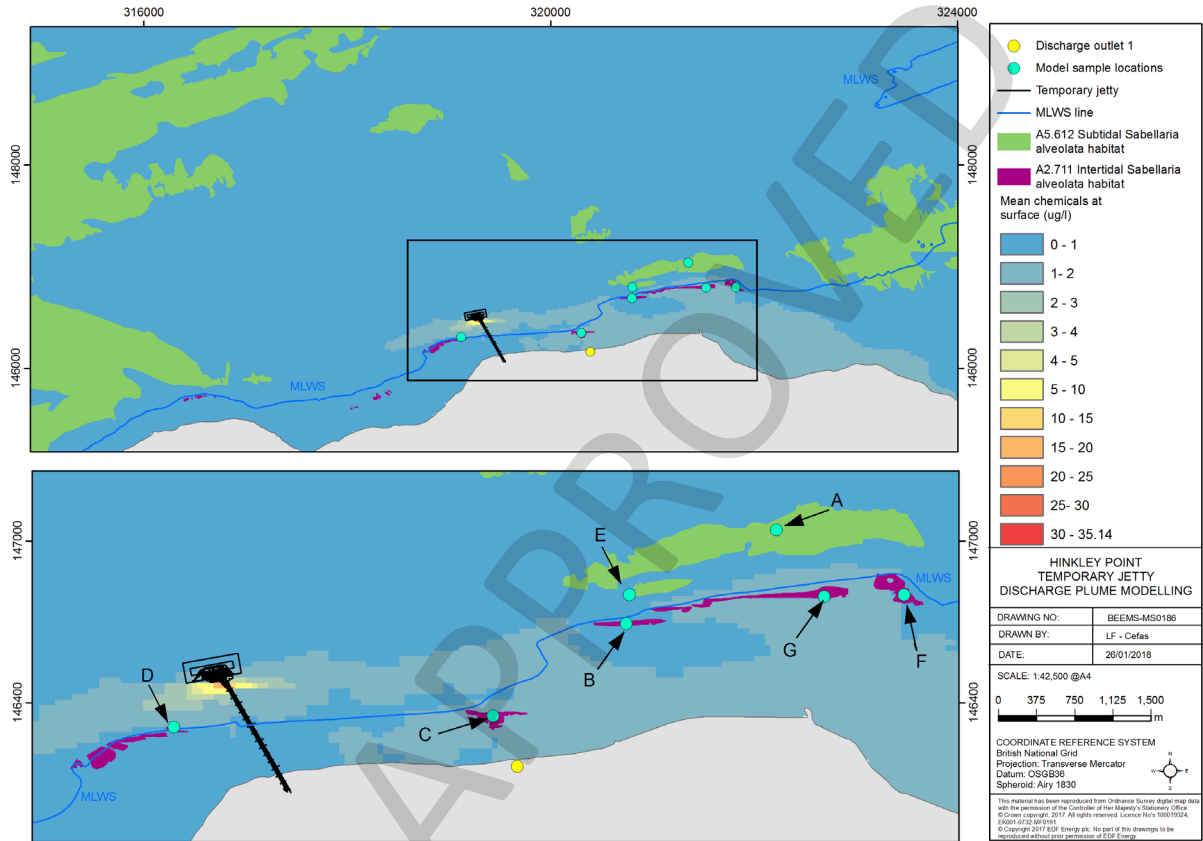 316000
320000
324000
148000
146000
148000
146000
MLWS
MLWS
147000
146400
147000
146400
A
E
B
G
F
D
C
MLWS
MLWS
APPROVED
Discharge outlet 1
Model sample locations
Temporary jetty
MLWS line
A5.612 Subtidal Sabellaria
alveolata habitat
A2.711 Intertidal Sabellaria
alveolata habitat
Mean chemicals at
surface (ug/l)
0 - 1
1- 2
2 - 3
3 - 4
4 - 5
5 - 10
10 - 15
15 - 20
20 - 25
25- 30
30 - 35.14
HINKLEY POINT
TEMPORARY JETTY
DISCHARGE PLUME MODELLING
DRAWING NO: BEEMS-MS0186
DRAWN BY: LF - Cefas
DATE: 26/01/2018
SCALE: 1:42,500 @A4
0 375 750 1,125 1,500
m
COORDINATE REFERENCE SYSTEM
British National Grid
Projection: Transverse Mercator
Datum: OSGB36
Spheroid: Airy 1830
N
W E
S
This material has been reproduced from Ordnance Survey digital map data
with the permission of the Controller of Her Majesty's Stationery Office.
© Crown copyright, 2017. All rights reserved. Licence No's 100019324,
EK001-0732-MF0191.
© Copyright 2017 EDF Energy plc. No part of this drawing is to be
reproduced without prior permission of EDF Energy.